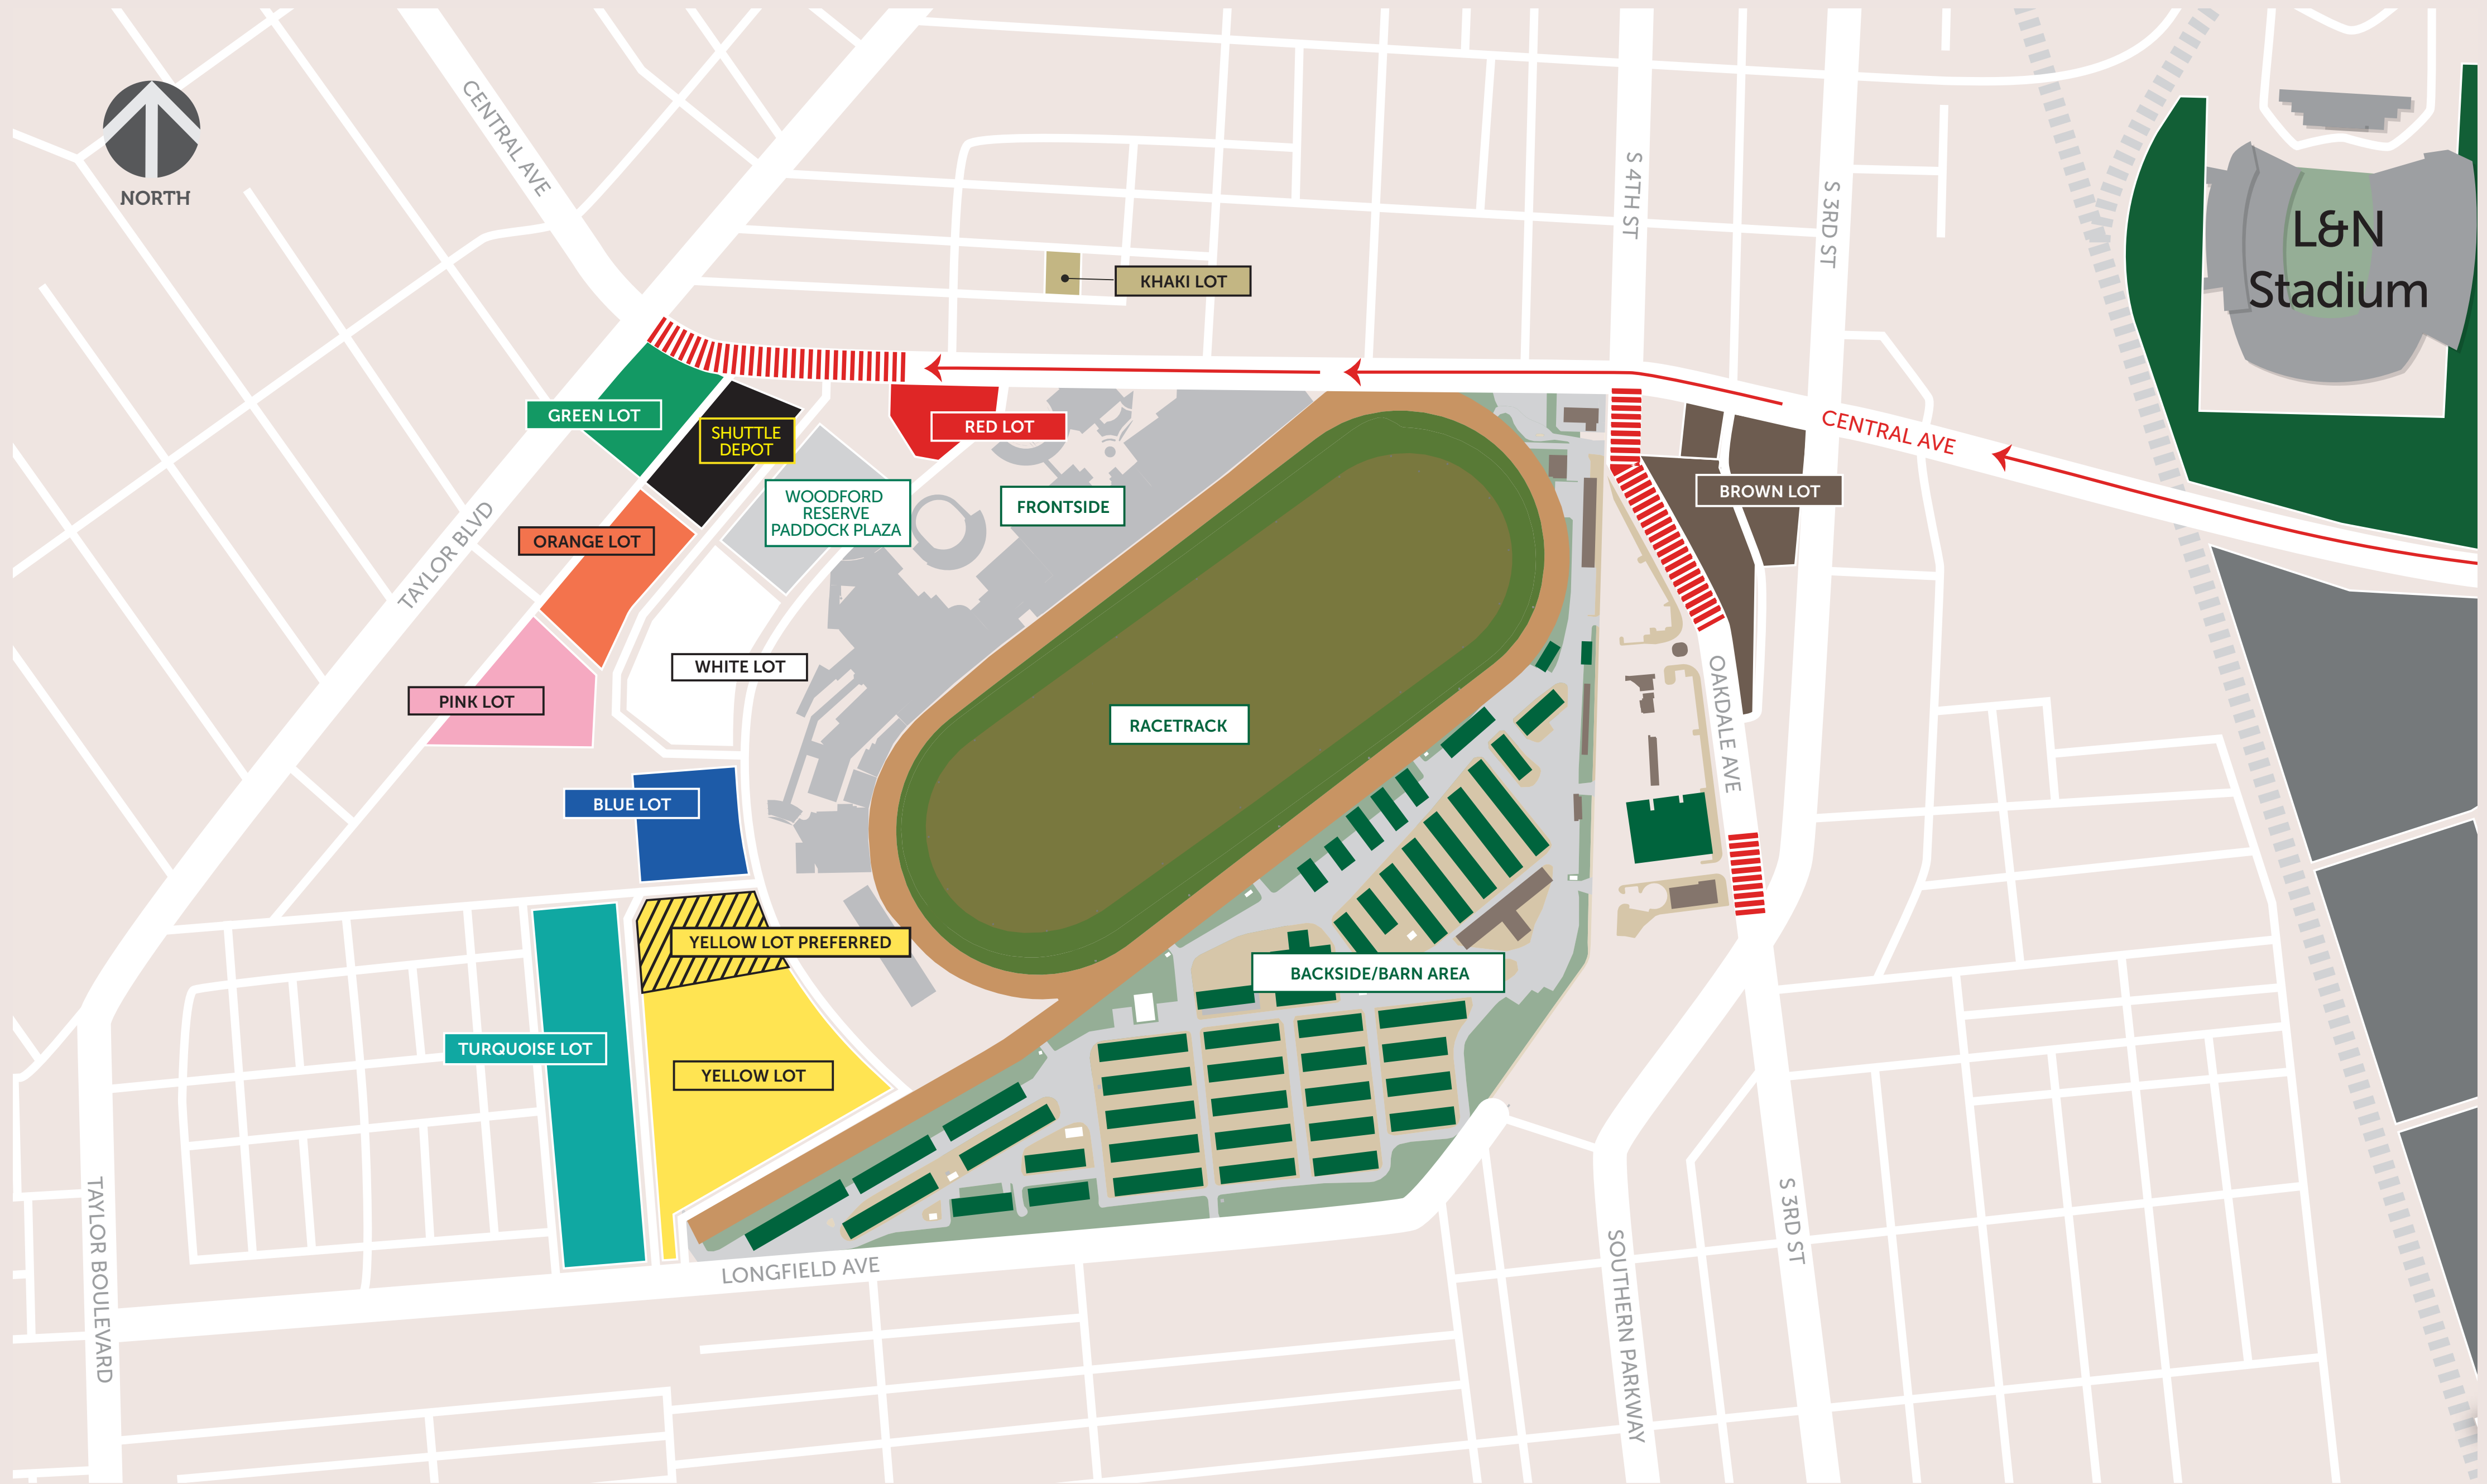 NORTH
CENTRAL AVE
S 4TH ST
S 3RD ST
L&N
Stadium
KHAKI LOT
GREEN LOT
SHUTTLE
DEPOT
RED LOT
CENTRAL AVE
WOODFORD
RESERVE
PADDOCK PLAZA
FRONTSIDE
BROWN LOT
TAYLOR BLVD
ORANGE LOT
WHITE LOT
PINK LOT
RACETRACK
OAKDALE AVE
BLUE LOT
YELLOW LOT PREFERRED
BACKSIDE/BARN AREA
TURQUOISE LOT
YELLOW LOT
TAYLOR BOULEVARD
LONGFIELD AVE
SOUTHERN PARKWAY
S 3RD ST